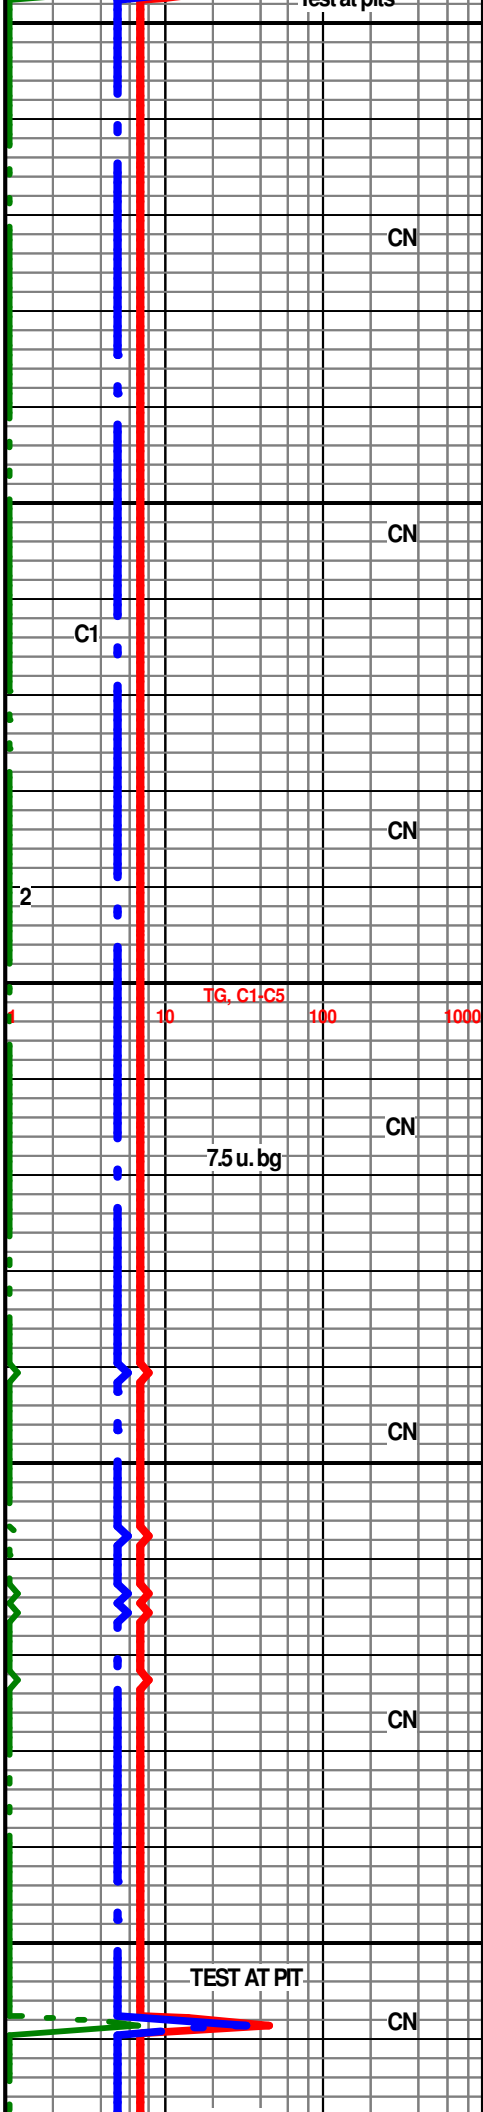 Test at pits
CN
CN
C1
CN
2
TG, C1-C5
1 10 100 1000
CN
7.5 u. bg
CN
CN
TEST AT PIT
CN